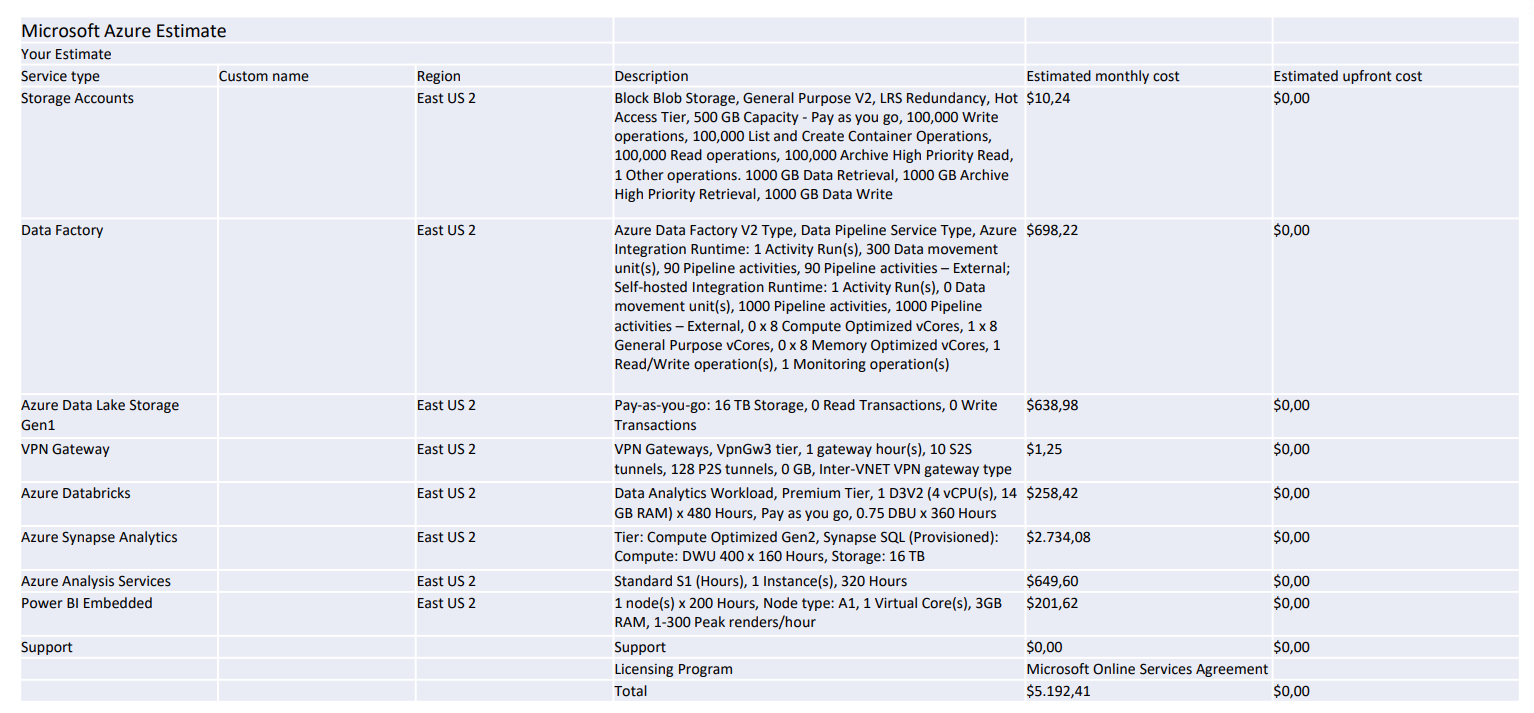 Microsoft Azure Estimate
Your Estimate
Service type Custom name Region Description Estimated monthly cost Estimated upfront cost
Storage Accounts East US 2 Block Blob Storage, General Purpose V2, LRS Redundancy, Hot $10,24 $0,00
Access Tier, 500 GB Capacity - Pay as you go, 100,000 Write
operations, 100,000 List and Create Container Operations,
100,000 Read operations, 100,000 Archive High Priority Read,
1 Other operations. 1000 GB Data Retrieval, 1000 GB Archive
High Priority Retrieval, 1000 GB Data Write
Data Factory East US 2 Azure Data Factory V2 Type, Data Pipeline Service Type, Azure $698,22 $0,00
Integration Runtime: 1 Activity Run(s), 300 Data movement
unit(s), 90 Pipeline activities, 90 Pipeline activities – External;
Self-hosted Integration Runtime: 1 Activity Run(s), 0 Data
movement unit(s), 1000 Pipeline activities, 1000 Pipeline
activities – External, 0 x 8 Compute Optimized vCores, 1 x 8
General Purpose vCores, 0 x 8 Memory Optimized vCores, 1
Read/Write operation(s), 1 Monitoring operation(s)
Azure Data Lake Storage East US 2 Pay-as-you-go: 16 TB Storage, 0 Read Transactions, 0 Write $638,98 $0,00
Gen1 Transactions
VPN Gateway East US 2 VPN Gateways, VpnGw3 tier, 1 gateway hour(s), 10 S2S $1,25 $0,00
tunnels, 128 P2S tunnels, 0 GB, Inter-VNET VPN gateway type
Azure Databricks East US 2 Data Analytics Workload, Premium Tier, 1 D3V2 (4 vCPU(s), 14 $258,42 $0,00
GB RAM) x 480 Hours, Pay as you go, 0.75 DBU x 360 Hours
Azure Synapse Analytics East US 2 Tier: Compute Optimized Gen2, Synapse SQL (Provisioned): $2.734,08 $0,00
Compute: DWU 400 x 160 Hours, Storage: 16 TB
Azure Analysis Services East US 2 Standard S1 (Hours), 1 Instance(s), 320 Hours $649,60 $0,00
Power BI Embedded East US 2 1 node(s) x 200 Hours, Node type: A1, 1 Virtual Core(s), 3GB $201,62 $0,00
RAM, 1-300 Peak renders/hour
Support Support $0,00 $0,00
Licensing Program Microsoft Online Services Agreement
Total $5.192,41 $0,00